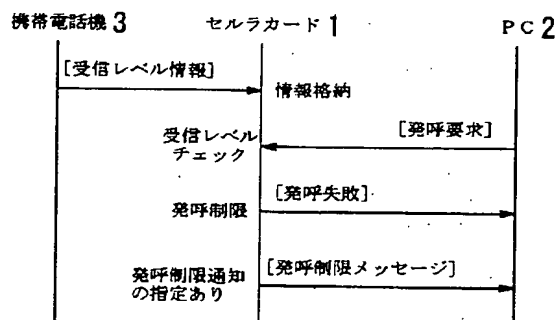 携帯電話機 3
セルラカード 1
PC 2
[受信レベル情報]
情報格納
[発呼要求]
受信レベル
チェック
[発呼失敗]
発呼制限
[発呼制限メッセージ]
発呼制限通知
の指定あり